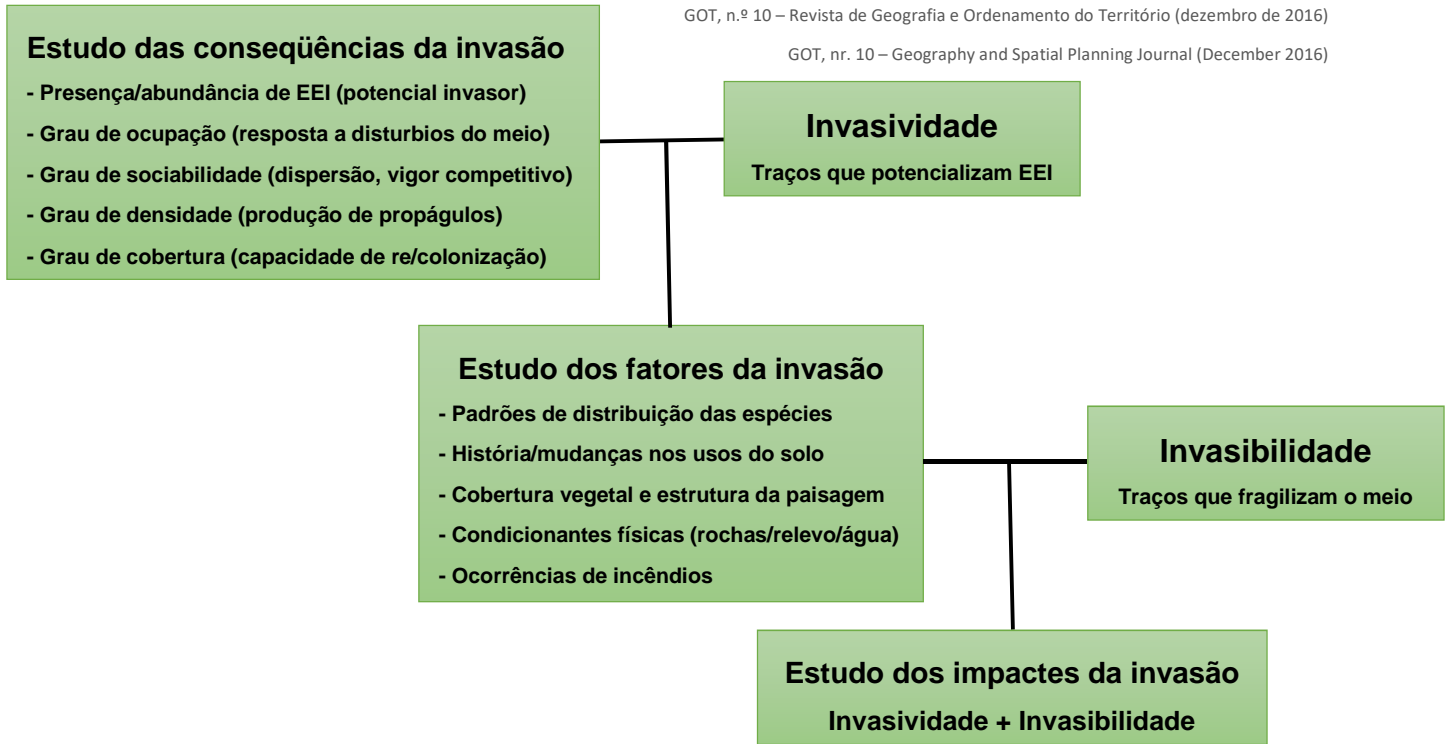 GOT, n.º 10 – Revista de Geografia e Ordenamento do Território (dezembro de 2016)
GOT, nr. 10 – Geography and Spatial Planning Journal (December 2016)
Estudo das conseqüências da invasão
- Presença/abundância de EEI (potencial invasor)
- Grau de ocupação (resposta a disturbios do meio)
- Grau de sociabilidade (dispersão, vigor competitivo)
- Grau de densidade (produção de propágulos)
- Grau de cobertura (capacidade de re/colonização)
Invasividade
Traços que potencializam EEI
Estudo dos fatores da invasão
- Padrões de distribuição das espécies
- História/mudanças nos usos do solo
- Cobertura vegetal e estrutura da paisagem
- Condicionantes físicas (rochas/relevo/água)
- Ocorrências de incêndios
Invasibilidade
Traços que fragilizam o meio
Estudo dos impactes da invasão
Invasividade + Invasibilidade